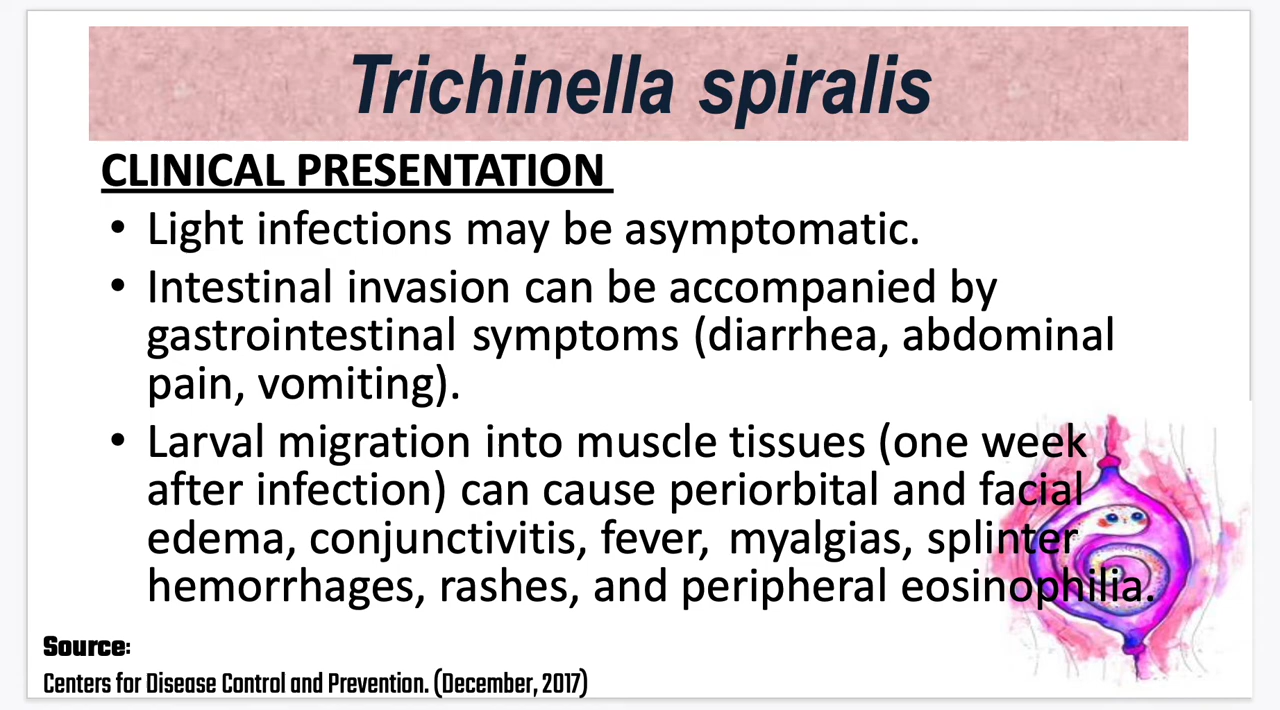 Trichinella spiralis
CLINICAL PRESENTATION
• Light infections may be asymptomatic.
• Intestinal invasion can be accompanied by
gastrointestinal symptoms (diarrhea, abdominal
pain, vomiting).
• Larval migration into muscle tissues (one week
after infection) can cause periorbital and facial
edema, conjunctivitis, fever, myalgias, splinter
hemorrhages, rashes, and peripheral eosinophilia.
Source:
Centers for Disease Control and Prevention. (December, 2017)